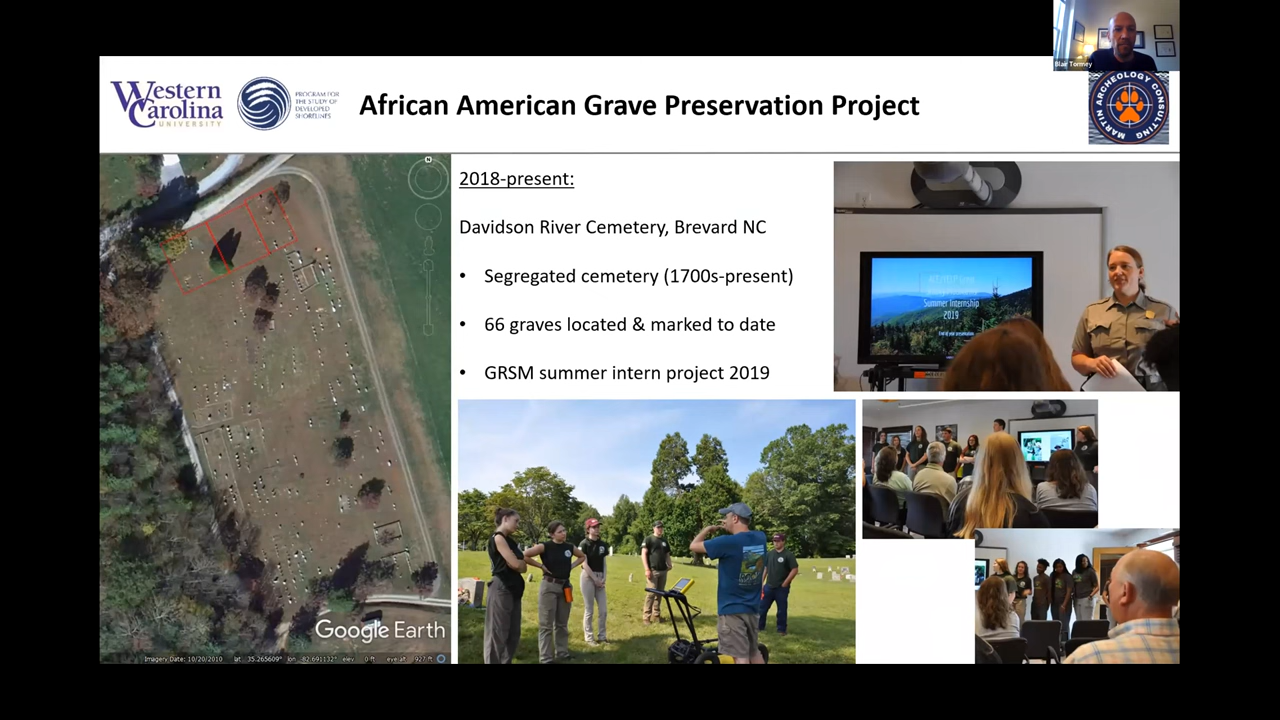 Blair Tormey
Western
Carolina
UNIVERSITY
PROGRAM FOR
THE STUDY OF
DEVELOPED
SHORELINES
African American Grave Preservation Project
MARTIN ARCHEOLOGY CONSULTING
N
2018-present:
Davidson River Cemetery, Brevard NC
• Segregated cemetery (1700s-present)
• 66 graves located & marked to date
• GRSM summer intern project 2019
Summer Internship
2019
Google Earth
Imagery Date: 10/20/2010 lat 35.265609° lon 82.691132° elev 0 ft eye alt 927 ft